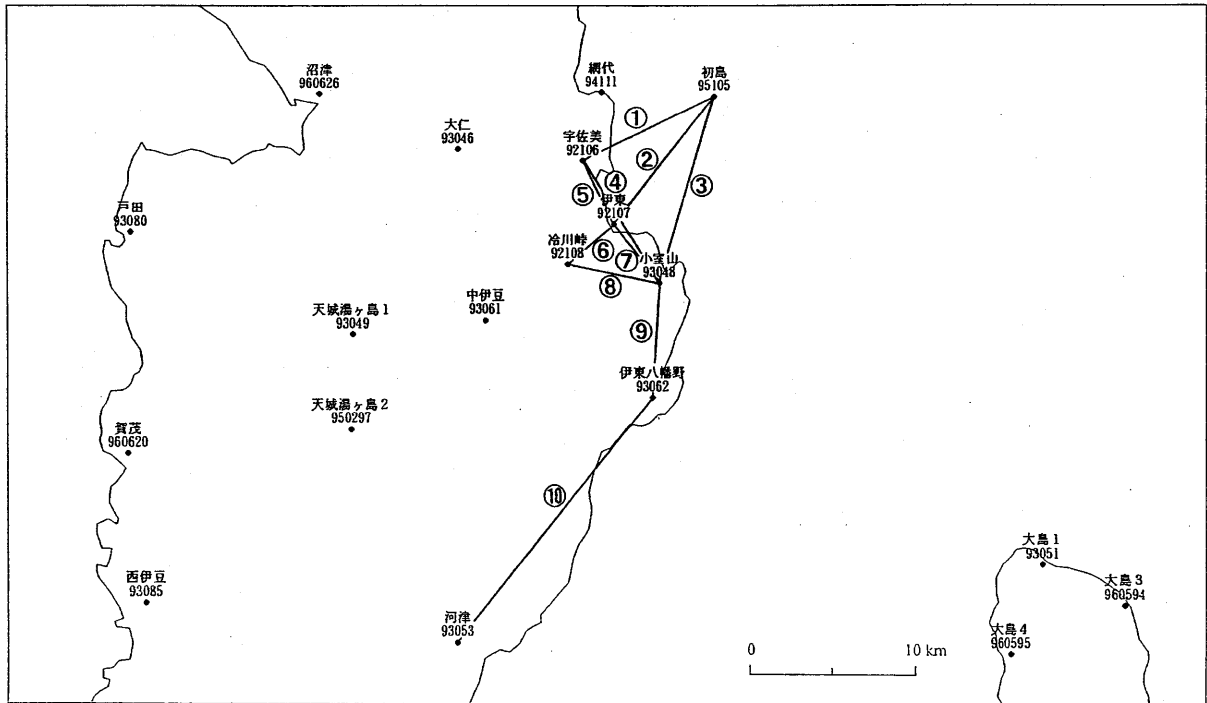 沼津
960626
網代
94111
初島
95105
①
大仁
93046
宇佐美
92106
②
④
③
⑤
伊東
92107
戸田
93080
冷川峠
92108
⑥
⑦
小室山
93048
⑧
中伊豆
93061
天城湯ヶ島1
93049
⑨
伊東八幡野
93062
天城湯ヶ島2
950297
賀茂
960620
⑩
大島1
93051
西伊豆
93085
大島3
960594
河津
93053
大島4
960595
0
10 km